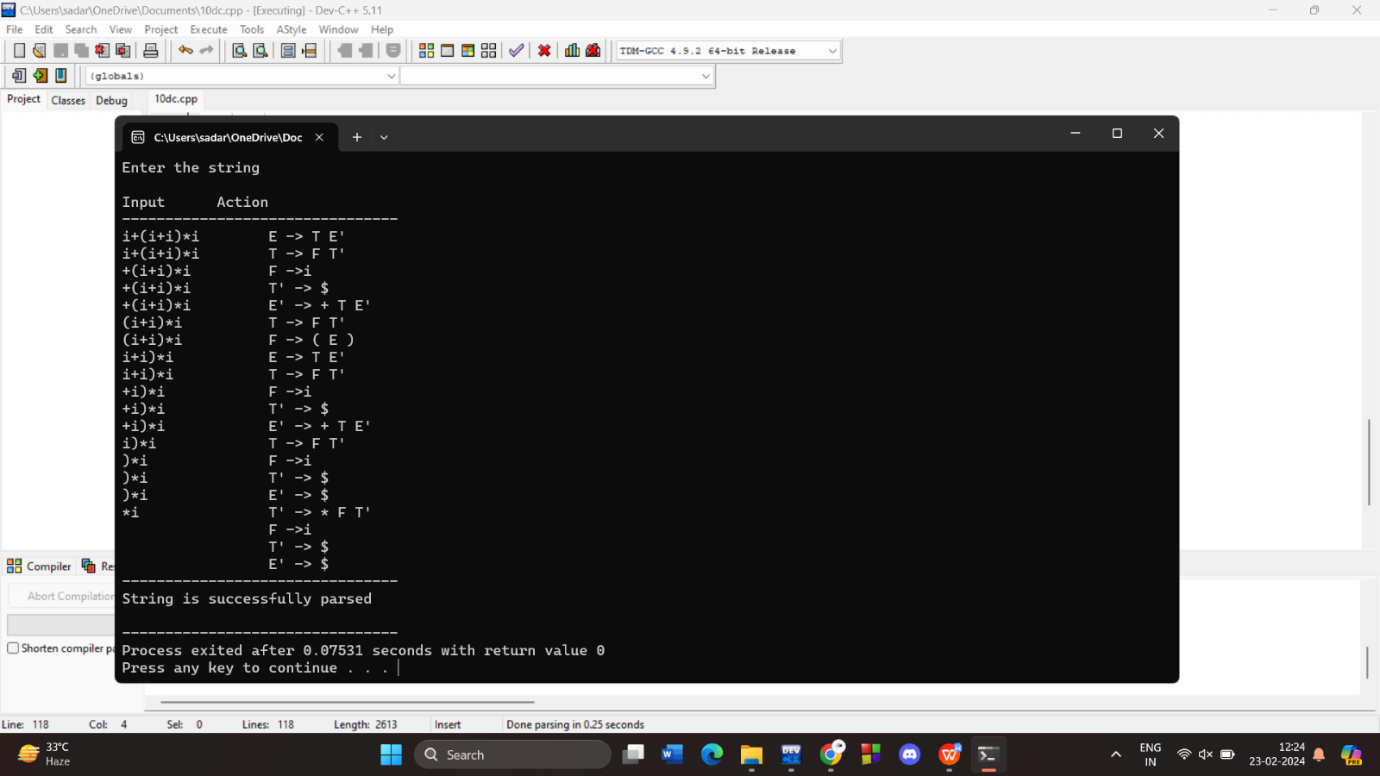 C:\Users\sadar\OneDrive\Documents\10dc.cpp - [Executing] - Dev-C++ 5.11
File Edit Search View Project Execute Tools AStyle Window Help
TDM-GCC 4.9.2 64-bit Release
(globals)
Project Classes Debug 10dc.cpp
C:\Users\sadar\OneDrive\Doc
Enter the string
Input Action
--------------------------------
i+(i+i)*i E -> T E'
i+(i+i)*i T -> F T'
+(i+i)*i F ->i
+(i+i)*i T' -> $
+(i+i)*i E' -> + T E'
(i+i)*i T -> F T'
(i+i)*i F -> ( E )
i+i)*i E -> T E'
i+i)*i T -> F T'
+i)*i F ->i
+i)*i T' -> $
+i)*i E' -> + T E'
i)*i T -> F T'
)*i F ->i
)*i T' -> $
)*i E' -> $
*i T' -> * F T'
F ->i
T' -> $
E' -> $
--------------------------------
String is successfully parsed
--------------------------------
Process exited after 0.07531 seconds with return value 0
Press any key to continue . . .
Compiler Res
Abort Compilation
Shorten compiler pa
Line: 118 Col: 4 Sel: 0 Lines: 118 Length: 2613 Insert Done parsing in 0.25 seconds
33°C
Haze
Search
DEV
ENG
IN
12:24
23-02-2024
PRE